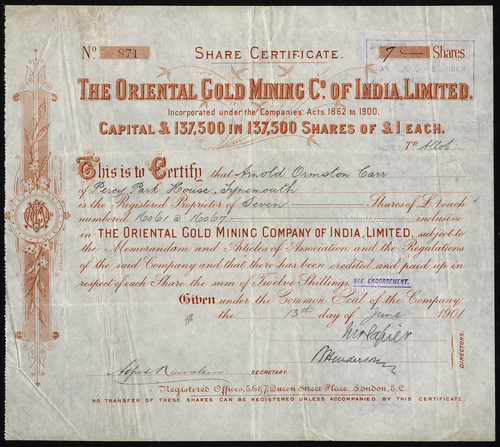 No. 871 SHARE CERTIFICATE. 7 — Shares
THE ORIENTAL GOLD MINING Co. OF INDIA, LIMITED.
Incorporated under the Companies' Acts. 1862 to 1900.
CAPITAL £ 137,500 IN 137,500 SHARES OF £1 EACH.
This is to Certify that Arnold Ormston Carr
of Percy Park House, Tynemouth
is the Registered Proprietor of Seven Shares of £1 each
numbered 16061 @ 16067 inclusive
in THE ORIENTAL GOLD MINING COMPANY OF INDIA, LIMITED, subject to
the Memorandum and Articles of Association and the Regulations
of the said Company and that there has been credited and paid up in
respect of each Share the sum of Twelve Shillings. SEE ENDORSEMENT.
Given under the Common Seal of the Company
the 13th day of June 1901
DIRECTORS.
SECRETARY.
Registered Offices, 5,6&7, Queen Street Place, London, E.C.
NO TRANSFER OF THESE SHARES CAN BE REGISTERED UNLESS ACCOMPANIED BY THIS CERTIFICATE.